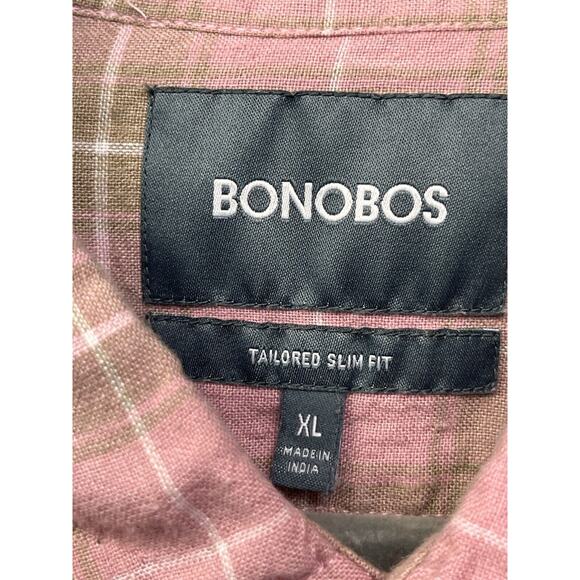 BONOBOS
TAILORED SLIM FIT
XL
MADE IN
INDIA